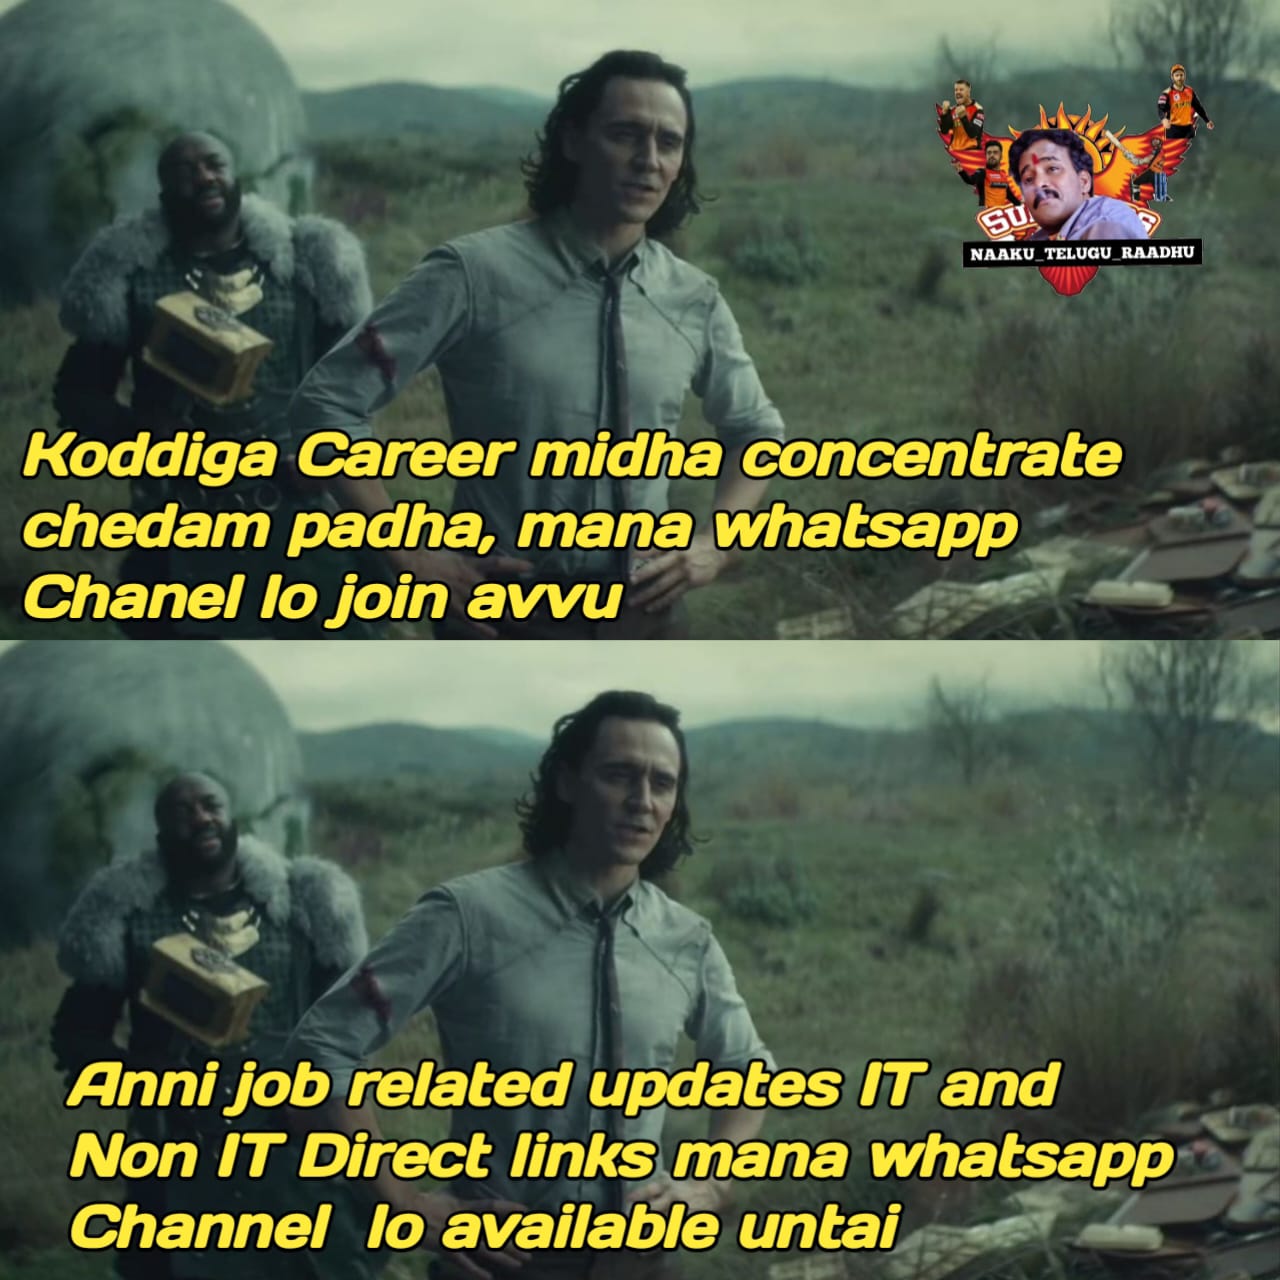 SU
NAAKU_TELUGU_RAADHU
Koddiga Career midha concentrate
chedam padha, mana whatsapp
Chanel lo join avvu
Anni job related updates IT and
Non IT Direct links mana whatsapp
Channel lo available untai